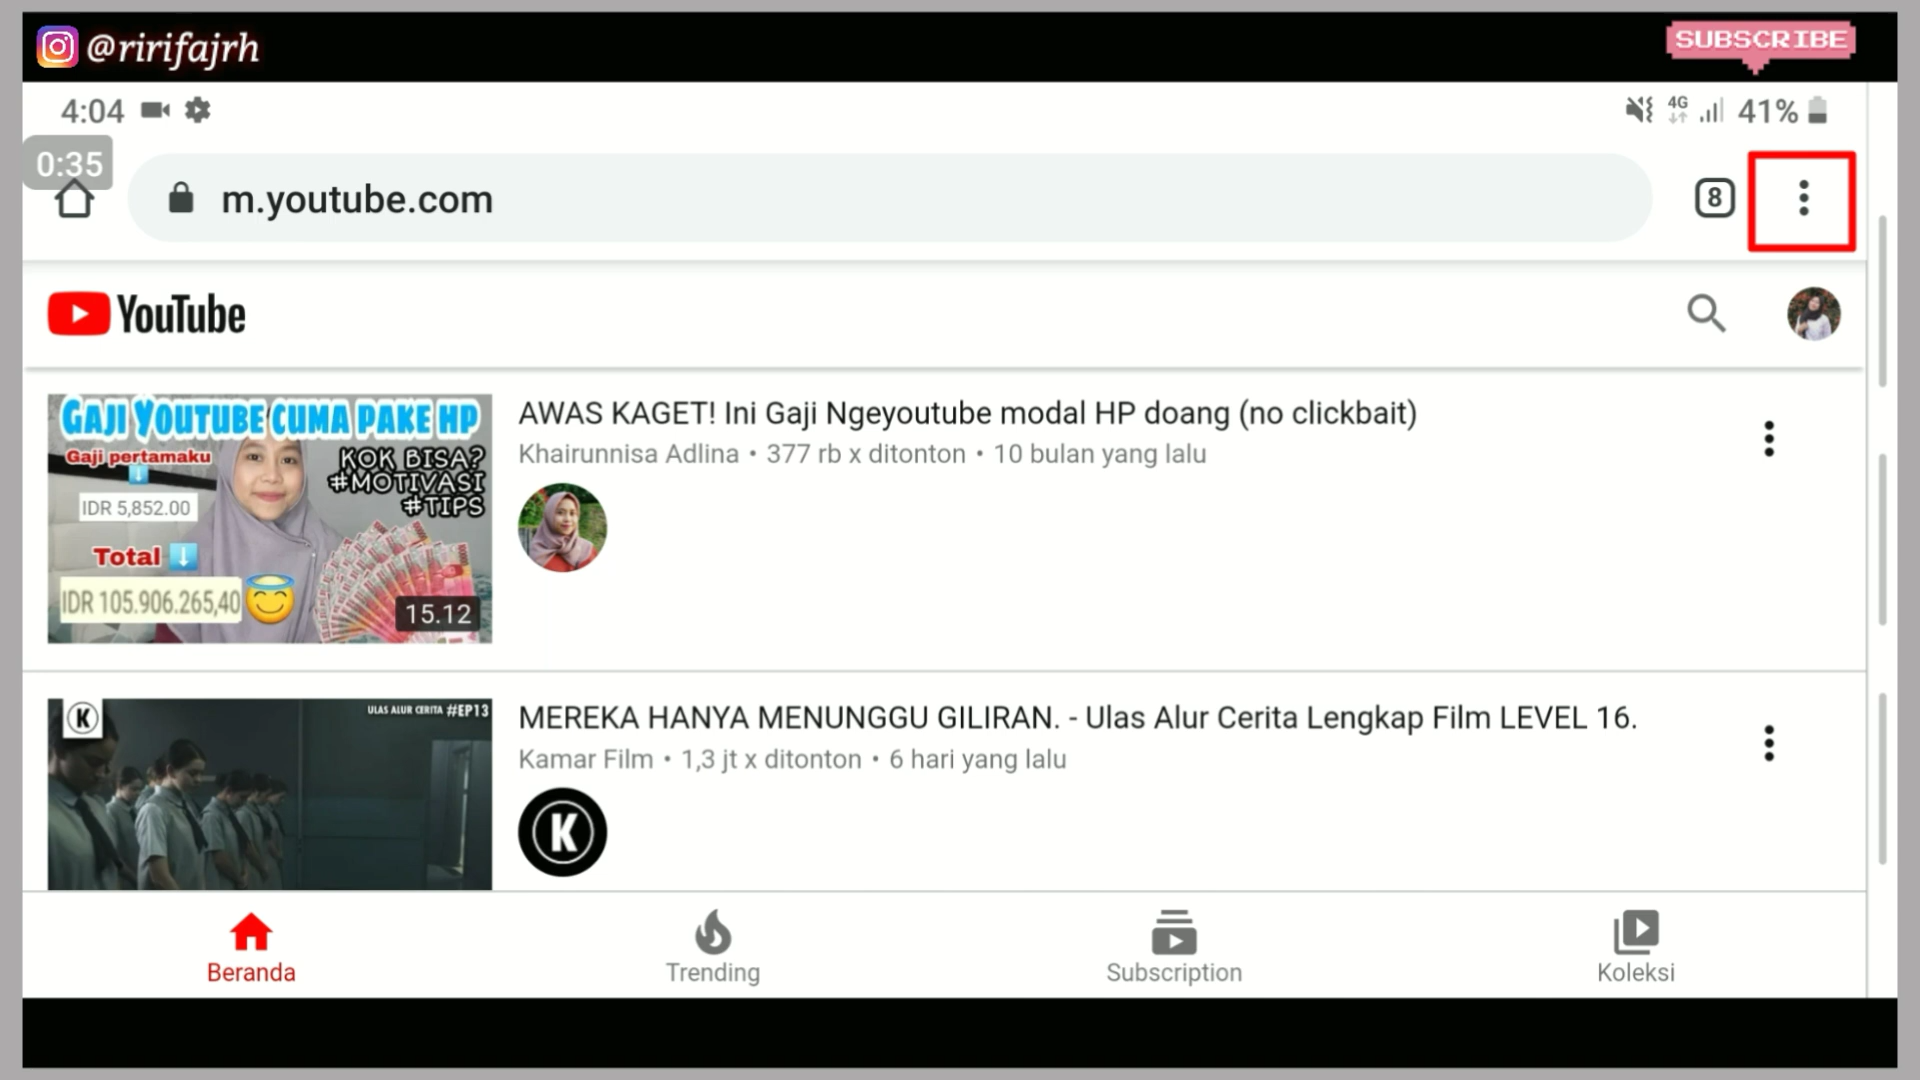 @ririfajrh
SUBSCRIBE
4:04
4G
41%
0:35
m.youtube.com
8
YouTube
GAJI YOUTUBE CUMA PAKE HP
Gaji pertamaku
IDR 5,852.00
Total
IDR 105.906.265,40
KOK BISA?
#MOTIVASI
#TIPS
15.12
AWAS KAGET! Ini Gaji Ngeyoutube modal HP doang (no clickbait)
Khairunnisa Adlina • 377 rb x ditonton • 10 bulan yang lalu
K
ULAS ALUR CERITA #EP13
MEREKA HANYA MENUNGGU GILIRAN. - Ulas Alur Cerita Lengkap Film LEVEL 16.
Kamar Film • 1,3 jt x ditonton • 6 hari yang lalu
K
Beranda
Trending
Subscription
Koleksi